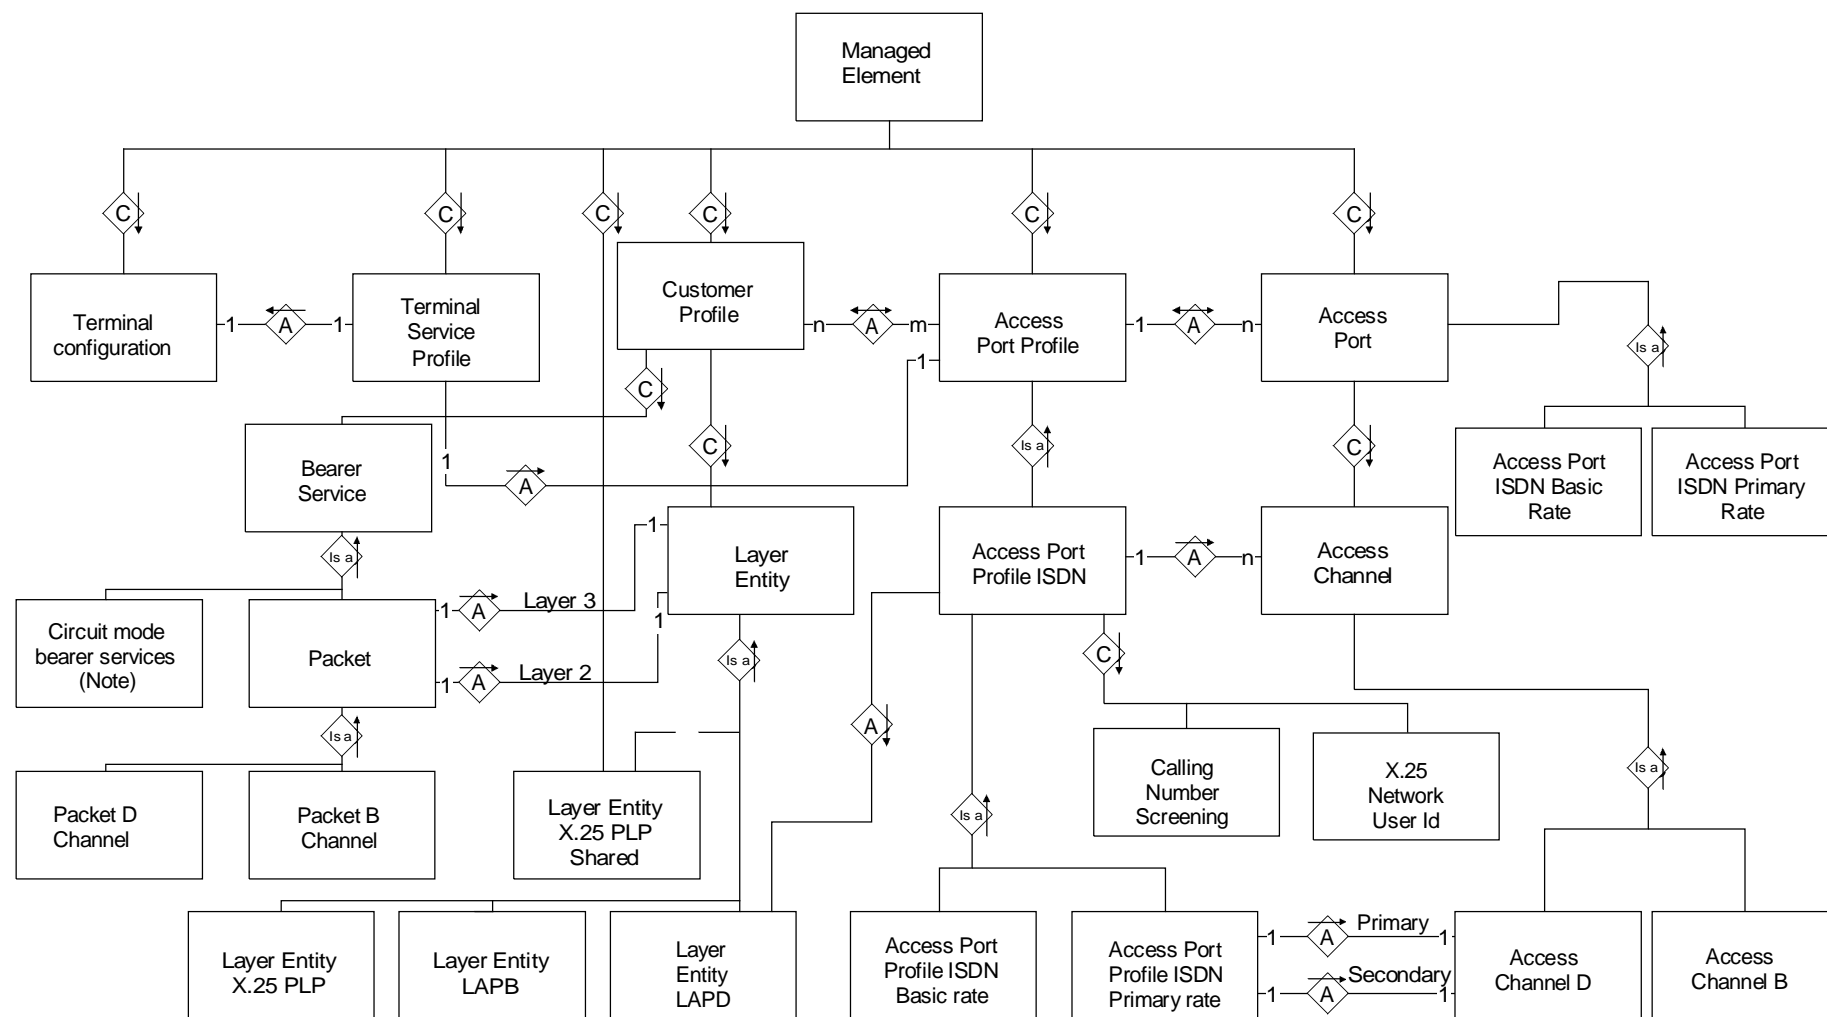 Managed
Element
C
C
C
C
C
C
Terminal
configuration
1
A
1
Terminal
Service
Profile
Customer
Profile
n
A
m
Access
Port Profile
1
A
n
Access
Port
Is a
1
C
Bearer
Service
1
A
C
Is a
C
Access Port
ISDN Basic
Rate
Access Port
ISDN Primary
Rate
Is a
1
Layer
Entity
Access Port
Profile ISDN
1
A
n
Access
Channel
Circuit mode
bearer services
(Note)
Packet
1
A
Layer 3
1
1
A
Layer 2
Is a
C
Is a
A
Packet D
Channel
Packet B
Channel
Layer Entity
X.25 PLP
Shared
Is a
Calling
Number
Screening
X.25
Network
User Id
Is a
Layer Entity
X.25 PLP
Layer Entity
LAPB
Layer
Entity
LAPD
Access Port
Profile ISDN
Basic rate
Access Port
Profile ISDN
Primary rate
1
A
Primary
1
1
A
Secondary
1
Access
Channel D
Access
Channel B